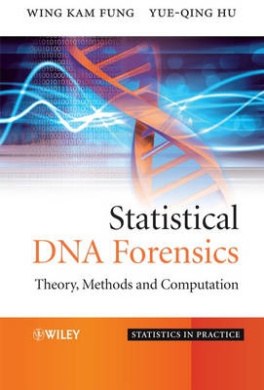 WING KAM FUNG YUE-QING HU
Statistical
DNA Forensics
Theory, Methods and Computation
WILEY
STATISTICS IN PRACTICE